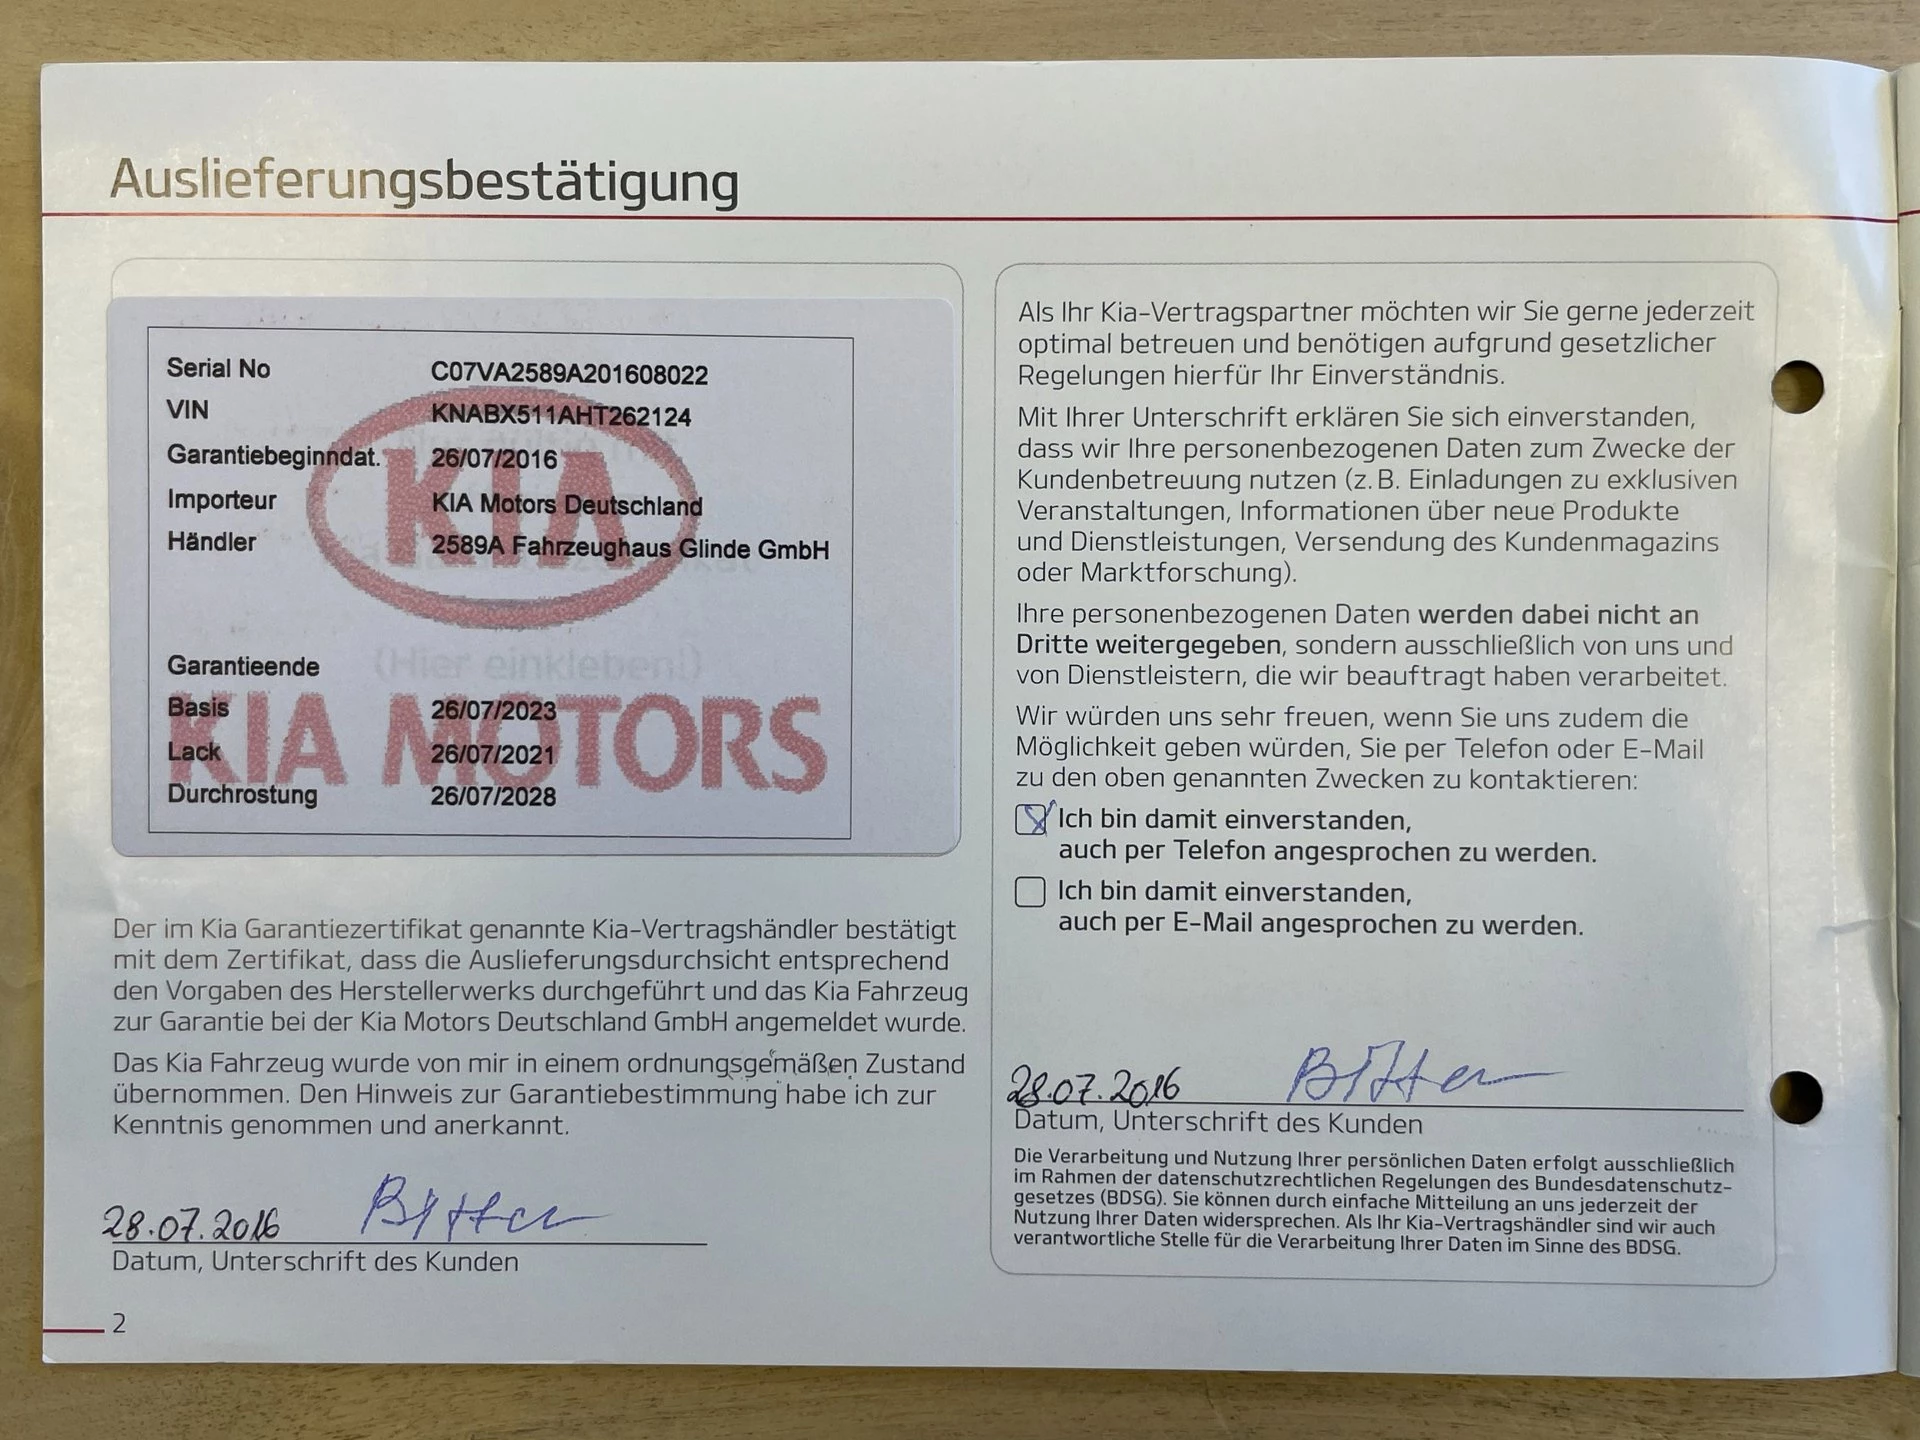 Auslieferungsbestätigung
Serial No C07VA2589A201608022
VIN KNABX511AHT262124
Garantiebeginndat. 26/07/2016
Importeur KIA Motors Deutschland
Händler 2589A Fahrzeughaus Glinde GmbH
KIA
(Hier einkleben!)
Garantieende
Basis 26/07/2023
Lack 26/07/2021
Durchrostung 26/07/2028
KIA MOTORS
Der im Kia Garantiezertifikat genannte Kia-Vertragshändler bestätigt
mit dem Zertifikat, dass die Auslieferungsdurchsicht entsprechend
den Vorgaben des Herstellerwerks durchgeführt und das Kia Fahrzeug
zur Garantie bei der Kia Motors Deutschland GmbH angemeldet wurde.
Das Kia Fahrzeug wurde von mir in einem ordnungsgemäßen Zustand
übernommen. Den Hinweis zur Garantiebestimmung habe ich zur
Kenntnis genommen und anerkannt.
28.07.2016
Datum, Unterschrift des Kunden
2
Als Ihr Kia-Vertragspartner möchten wir Sie gerne jederzeit
optimal betreuen und benötigen aufgrund gesetzlicher
Regelungen hierfür Ihr Einverständnis.
Mit Ihrer Unterschrift erklären Sie sich einverstanden,
dass wir Ihre personenbezogenen Daten zum Zwecke der
Kundenbetreuung nutzen (z. B. Einladungen zu exklusiven
Veranstaltungen, Informationen über neue Produkte
und Dienstleistungen, Versendung des Kundenmagazins
oder Marktforschung).
Ihre personenbezogenen Daten werden dabei nicht an
Dritte weitergegeben, sondern ausschließlich von uns und
von Dienstleistern, die wir beauftragt haben verarbeitet.
Wir würden uns sehr freuen, wenn Sie uns zudem die
Möglichkeit geben würden, Sie per Telefon oder E-Mail
zu den oben genannten Zwecken zu kontaktieren:
Ich bin damit einverstanden,
auch per Telefon angesprochen zu werden.
Ich bin damit einverstanden,
auch per E-Mail angesprochen zu werden.
28.07.2016
Datum, Unterschrift des Kunden
Die Verarbeitung und Nutzung Ihrer persönlichen Daten erfolgt ausschließlich
im Rahmen der datenschutzrechtlichen Regelungen des Bundesdatenschutz-
gesetzes (BDSG). Sie können durch einfache Mitteilung an uns jederzeit der
Nutzung Ihrer Daten widersprechen. Als Ihr Kia-Vertragshändler sind wir auch
verantwortliche Stelle für die Verarbeitung Ihrer Daten im Sinne des BDSG.